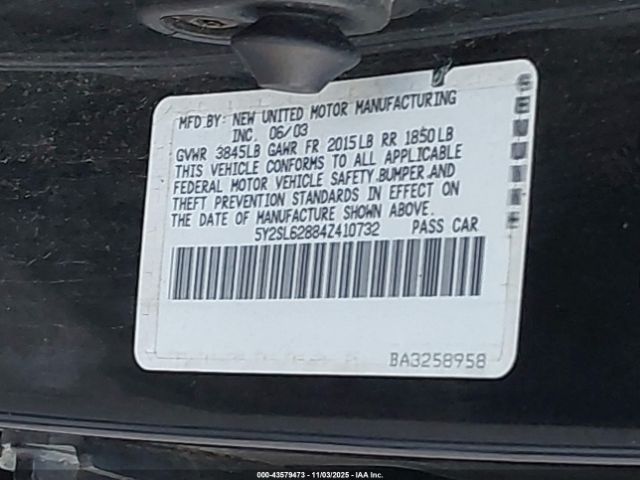 MFD BY: NEW UNITED MOTOR MANUFACTURING
INC. 06/03
GVWR 3845LB GAWR FR 2015LB RR 1850LB
THIS VEHICLE CONFORMS TO ALL APPLICABLE
FEDERAL MOTOR VEHICLE SAFETY,BUMPER,AND
THEFT PREVENTION STANDARDS IN EFFECT ON
THE DATE OF MANUFACTURE SHOWN ABOVE.
5Y2SL62884Z410732 PASS CAR
BA3258958
000-43579473 - 11/03/2025 - IAA Inc.